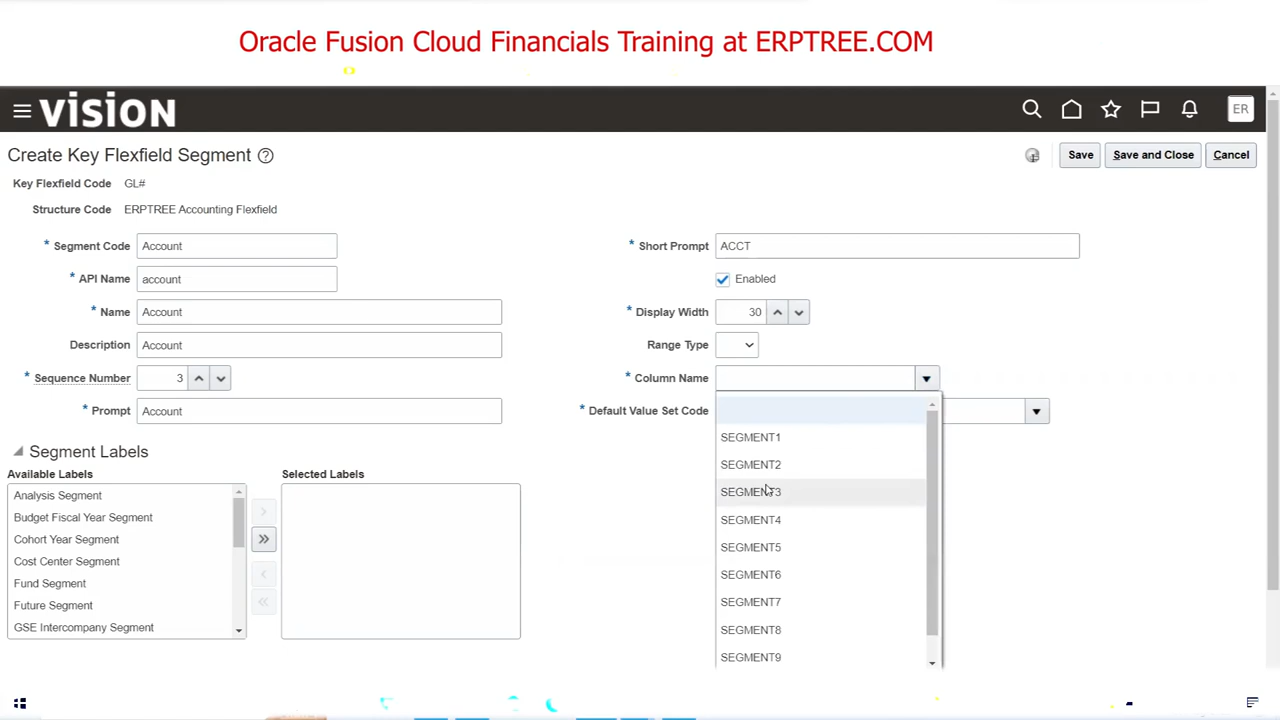 Oracle Fusion Cloud Financials Training at ERPTREE.COM
VISION
ER
Create Key Flexfield Segment ?
Save
Save and Close
Cancel
Key Flexfield Code GL#
Structure Code ERPTREE Accounting Flexfield
* Segment Code Account
* Short Prompt ACCT
* API Name account
Enabled
* Name Account
* Display Width 30
Description Account
Range Type
* Sequence Number 3
* Column Name
* Prompt Account
* Default Value Set Code
SEGMENT1
SEGMENT2
SEGMENT3
SEGMENT4
SEGMENT5
SEGMENT6
SEGMENT7
SEGMENT8
SEGMENT9
Segment Labels
Available Labels
Selected Labels
Analysis Segment
Budget Fiscal Year Segment
Cohort Year Segment
Cost Center Segment
Fund Segment
Future Segment
GSE Intercompany Segment